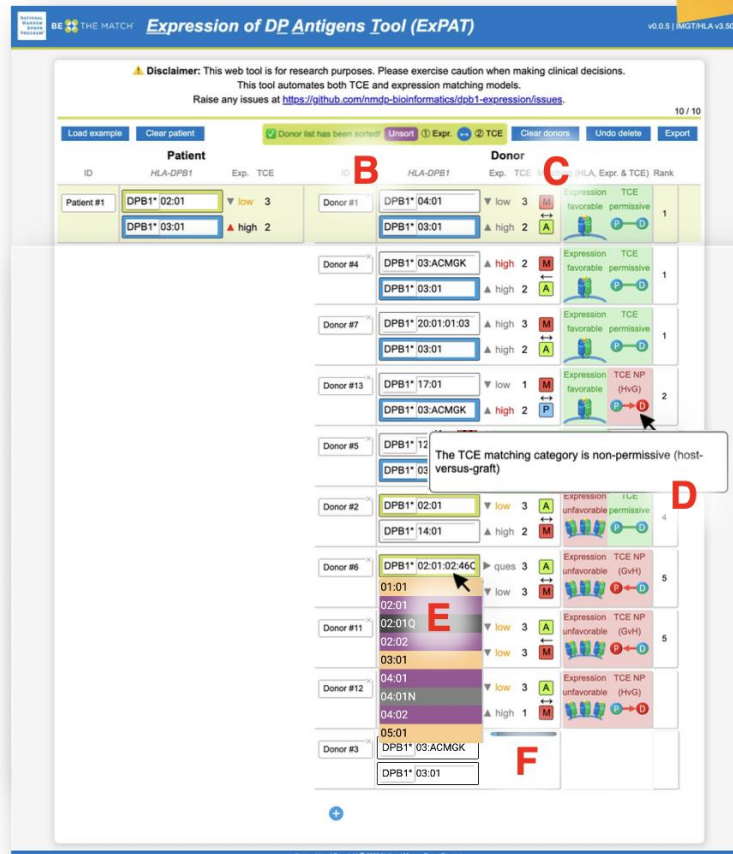 NATIONAL MARROW DONOR PROGRAM BE THE MATCH Expression of DP Antigens Tool (ExPAT) v0.0.5 | IMGT/HLA v3.50
⚠ Disclaimer: This web tool is for research purposes. Please exercise caution when making clinical decisions.
This tool automates both TCE and expression matching models.
Raise any issues at https://github.com/nmdp-bioinformatics/dpb1-expression/issues.
10 / 10
Load example Clear patient Donor list has been sorted! Unsort ① Expr. ↔ ② TCE Clear donors Undo delete Export
Patient Donor
B C
ID HLA-DPB1 Exp. TCE ID HLA-DPB1 Exp. TCE (HLA, Expr. & TCE) Rank
Patient #1 DPB1* 02:01 ▼ low 3 Donor #1 DPB1* 04:01 ▼ low 3 M Expression TCE
favorable permissive
↔ 1
DPB1* 03:01 ▲ high 2 DPB1* 03:01 ▲ high 2 A P D
Donor #4 DPB1* 03:ACMGK ▲ high 2 M Expression TCE
favorable permissive
← 1
DPB1* 03:01 ▲ high 2 A P D
Donor #7 DPB1* 20:01:01:03 ▲ high 3 M Expression TCE
favorable permissive
↔ 1
DPB1* 03:01 ▲ high 2 A P D
Donor #13 DPB1* 17:01 ▼ low 1 M Expression TCE NP
favorable (HvG)
↔ 2
DPB1* 03:ACMGK ▲ high 2 P P → D
Donor #5 DPB1* 12
DPB1* 03
The TCE matching category is non-permissive (host-
versus-graft)
D
Donor #2 DPB1* 02:01 ▼ low 3 A Expression TCE
unfavorable permissive
↔ 4
DPB1* 14:01 ▲ high 2 M P D
Donor #6 DPB1* 02:01:02:46Q ▶ ques 3 A Expression TCE NP
unfavorable (GvH)
↔ 5
▼ low 3 M P ← D
01:01
02:01
02:01Q
02:02
03:01
04:01
04:01N
04:02
05:01
E
Donor #11 ▼ low 3 A Expression TCE NP
unfavorable (GvH)
← 5
▼ low 3 M P ← D
Donor #12 ▼ low 3 A Expression TCE NP
unfavorable (HvG)
↔
▲ high 1 M P → D
Donor #3 DPB1* 03:ACMGK
DPB1* 03:01
F